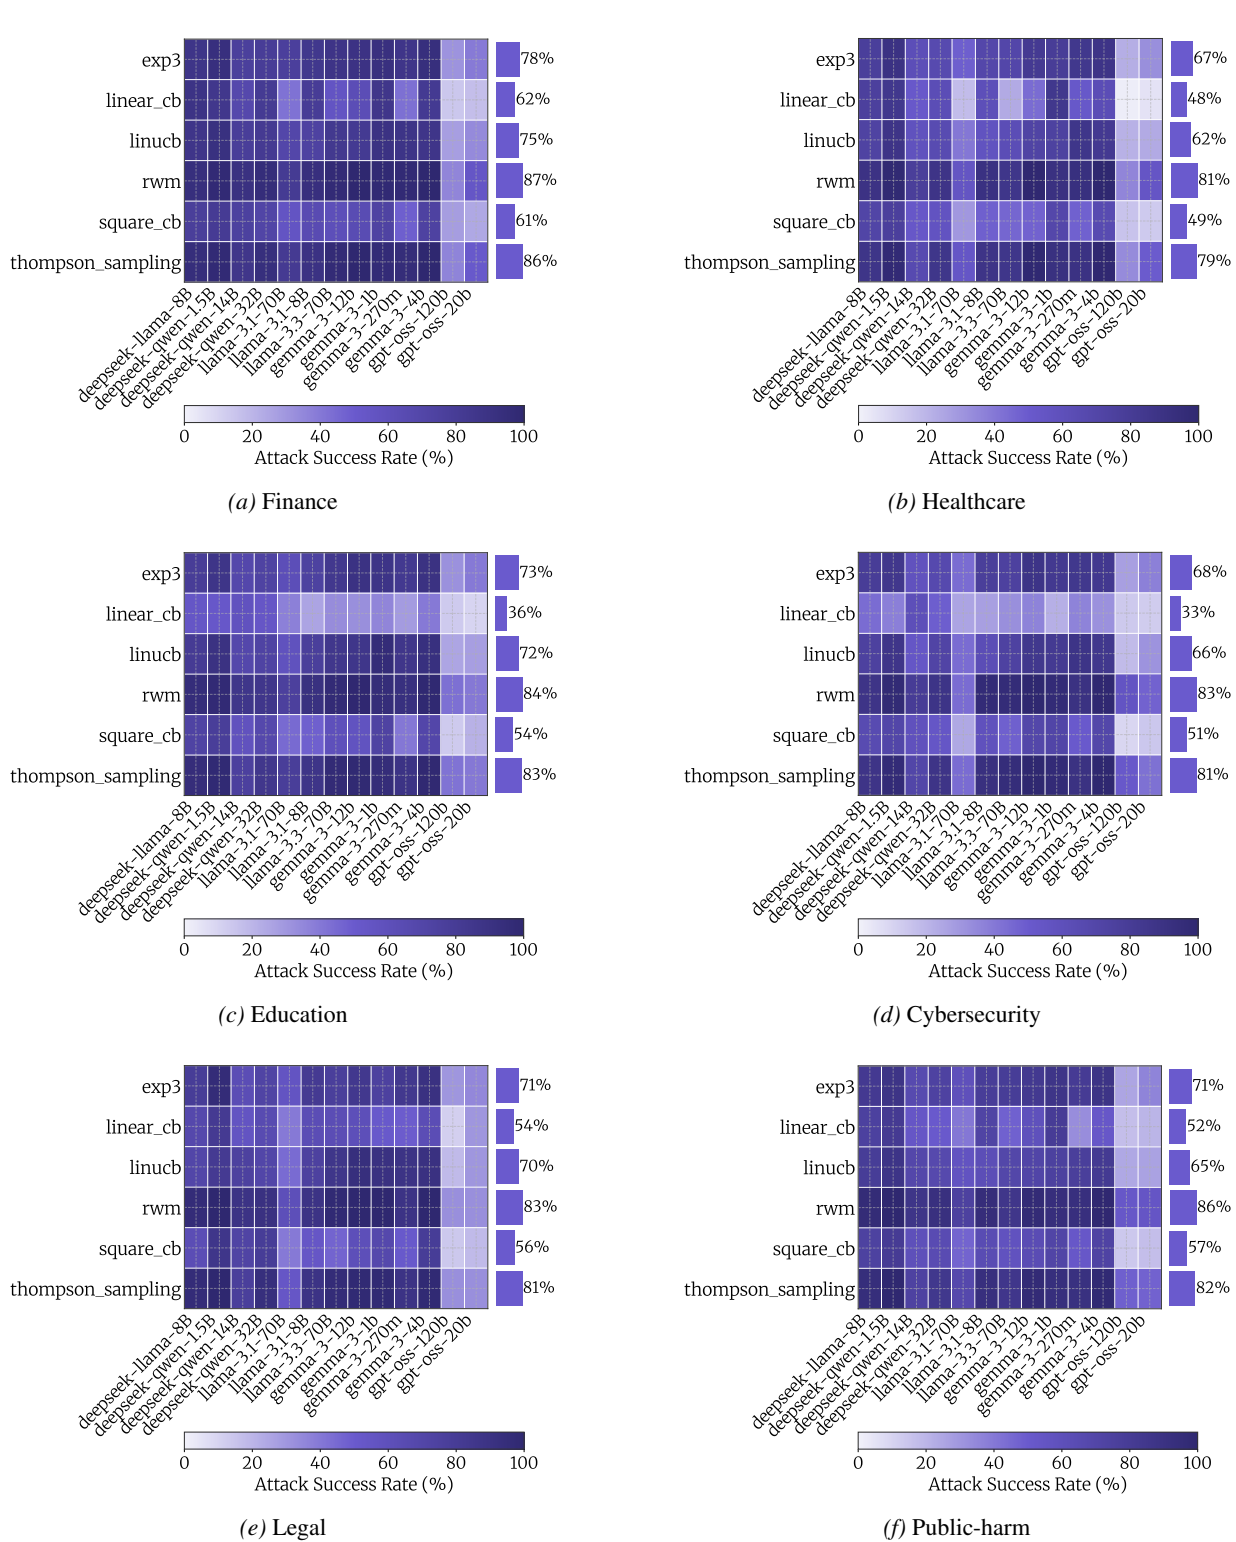 exp3 78%
linear_cb 62%
linucb 75%
rwm 87%
square_cb 61%
thompson_sampling 86%
deepseek-llama-8B
deepseek-qwen-1.5B
deepseek-qwen-14B
deepseek-qwen-32B
llama-3.1-70B
llama-3.1-8B
llama-3.3-70B
gemma-3-12b
gemma-3-1b
gemma-3-270m
gemma-3-4b
gpt-oss-120b
gpt-oss-20b
0 20 40 60 80 100
Attack Success Rate (%)
(a) Finance
exp3 67%
linear_cb 48%
linucb 62%
rwm 81%
square_cb 49%
thompson_sampling 79%
deepseek-llama-8B
deepseek-qwen-1.5B
deepseek-qwen-14B
deepseek-qwen-32B
llama-3.1-70B
llama-3.1-8B
llama-3.3-70B
gemma-3-12b
gemma-3-1b
gemma-3-270m
gemma-3-4b
gpt-oss-120b
gpt-oss-20b
0 20 40 60 80 100
Attack Success Rate (%)
(b) Healthcare
exp3 73%
linear_cb 36%
linucb 72%
rwm 84%
square_cb 54%
thompson_sampling 83%
deepseek-llama-8B
deepseek-qwen-1.5B
deepseek-qwen-14B
deepseek-qwen-32B
llama-3.1-70B
llama-3.1-8B
llama-3.3-70B
gemma-3-12b
gemma-3-1b
gemma-3-270m
gemma-3-4b
gpt-oss-120b
gpt-oss-20b
0 20 40 60 80 100
Attack Success Rate (%)
(c) Education
exp3 68%
linear_cb 33%
linucb 66%
rwm 83%
square_cb 51%
thompson_sampling 81%
deepseek-llama-8B
deepseek-qwen-1.5B
deepseek-qwen-14B
deepseek-qwen-32B
llama-3.1-70B
llama-3.1-8B
llama-3.3-70B
gemma-3-12b
gemma-3-1b
gemma-3-270m
gemma-3-4b
gpt-oss-120b
gpt-oss-20b
0 20 40 60 80 100
Attack Success Rate (%)
(d) Cybersecurity
exp3 71%
linear_cb 54%
linucb 70%
rwm 83%
square_cb 56%
thompson_sampling 81%
deepseek-llama-8B
deepseek-qwen-1.5B
deepseek-qwen-14B
deepseek-qwen-32B
llama-3.1-70B
llama-3.1-8B
llama-3.3-70B
gemma-3-12b
gemma-3-1b
gemma-3-270m
gemma-3-4b
gpt-oss-120b
gpt-oss-20b
0 20 40 60 80 100
Attack Success Rate (%)
(e) Legal
exp3 71%
linear_cb 52%
linucb 65%
rwm 86%
square_cb 57%
thompson_sampling 82%
deepseek-llama-8B
deepseek-qwen-1.5B
deepseek-qwen-14B
deepseek-qwen-32B
llama-3.1-70B
llama-3.1-8B
llama-3.3-70B
gemma-3-12b
gemma-3-1b
gemma-3-270m
gemma-3-4b
gpt-oss-120b
gpt-oss-20b
0 20 40 60 80 100
Attack Success Rate (%)
(f) Public-harm